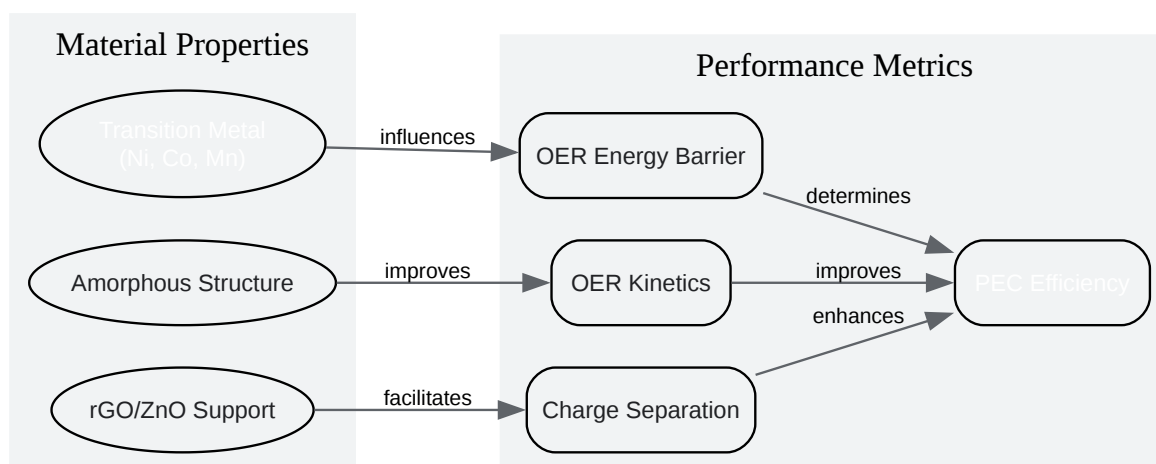 Material Properties
Performance Metrics
Transition Metal
(Ni, Co, Mn)
influences
OER Energy Barrier
determines
Amorphous Structure
improves
OER Kinetics
improves
PEC Efficiency
enhances
rGO/ZnO Support
facilitates
Charge Separation